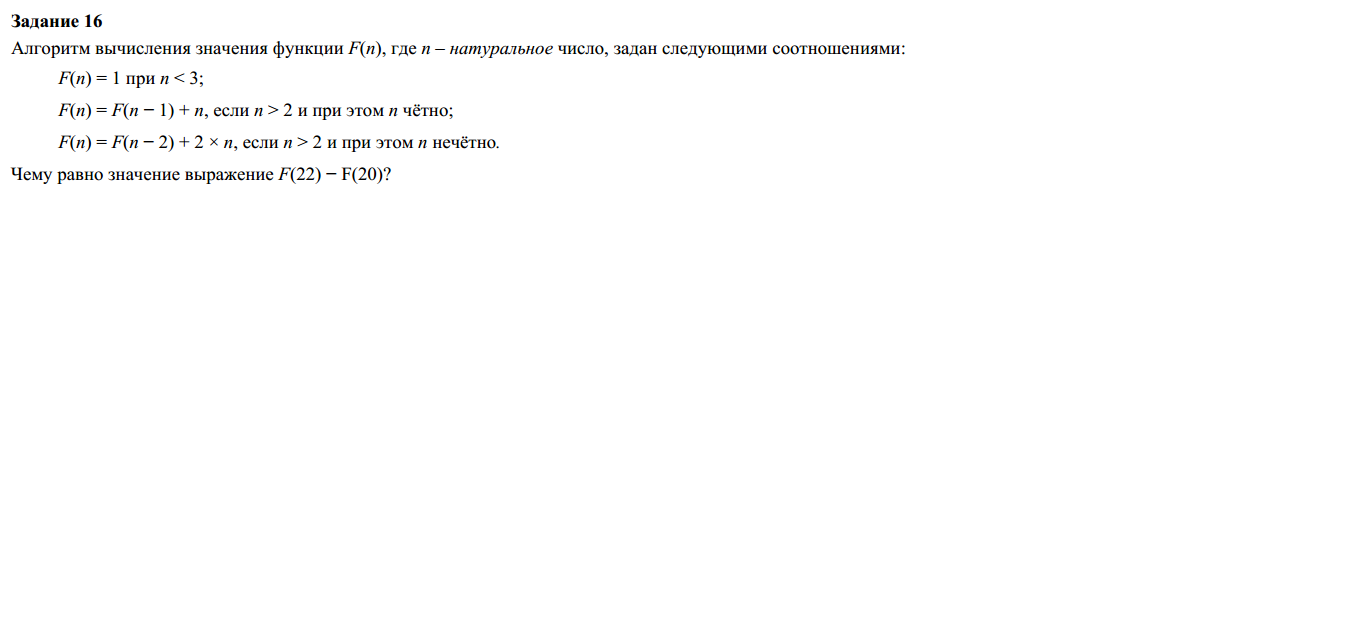 Задание 16
Алгоритм вычисления значения функции F(n), где n – натуральное число, задан следующими соотношениями:
F(n) = 1 при n < 3;
F(n) = F(n − 1) + n, если n > 2 и при этом n чётно;
F(n) = F(n − 2) + 2 × n, если n > 2 и при этом n нечётно.
Чему равно значение выражение F(22) − F(20)?